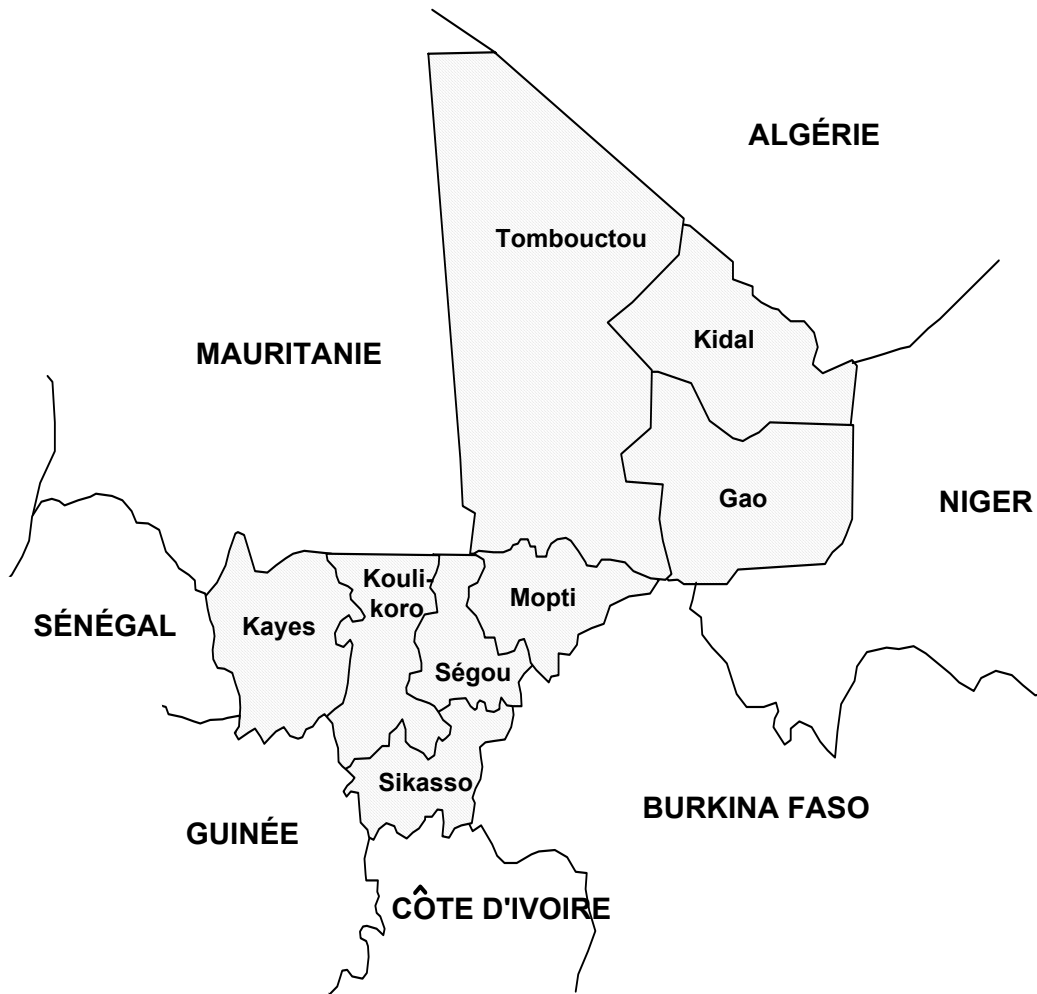 ALGÉRIE
Tombouctou
Kidal
MAURITANIE
Gao
NIGER
Kouli-
koro
Mopti
Kayes
SÉNÉGAL
Ségou
Sikasso
BURKINA FASO
GUINÉE
CÔTE D'IVOIRE